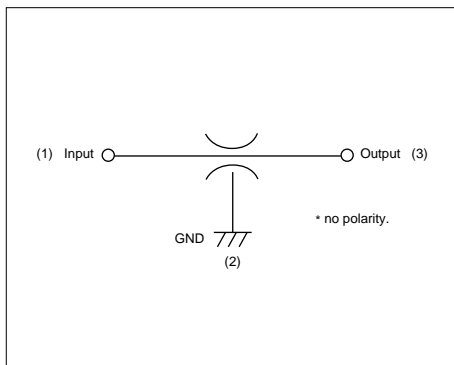 (1) Input Output (3)
* no polarity.
GND
(2)